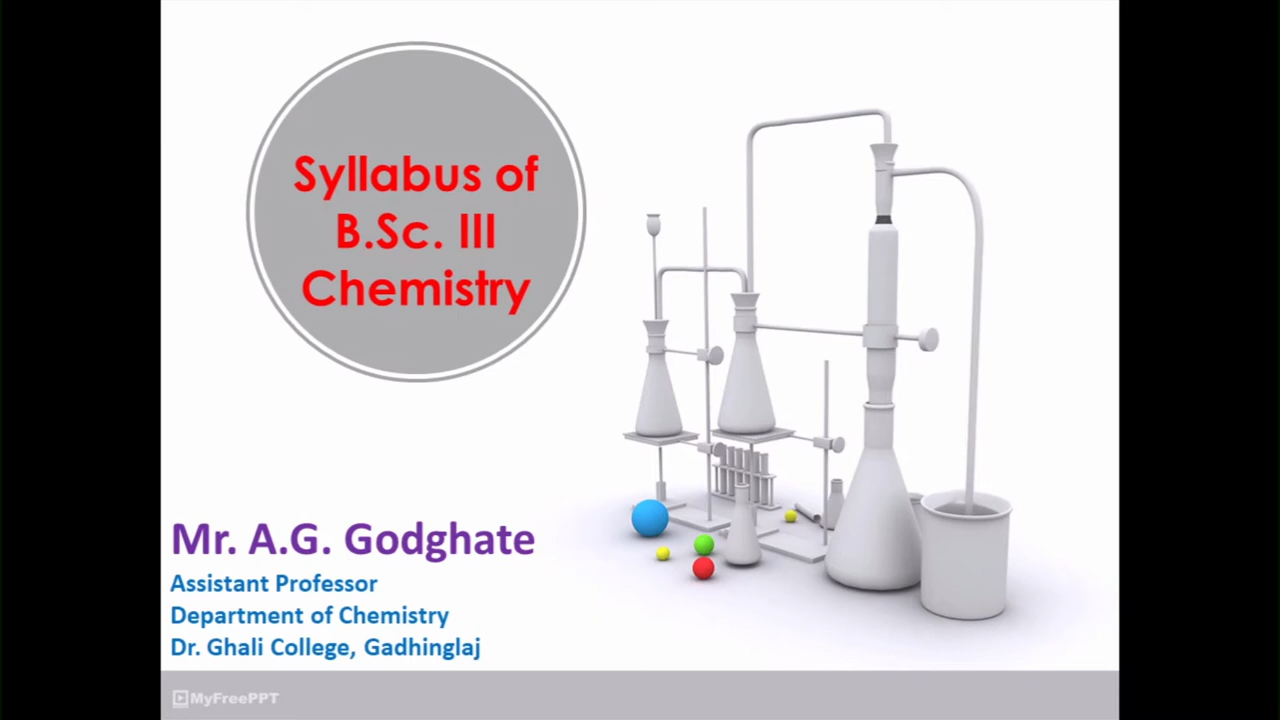 Syllabus of
B.Sc. III
Chemistry
Mr. A.G. Godghate
Assistant Professor
Department of Chemistry
Dr. Ghali College, Gadhinglaj
MyFreePPT